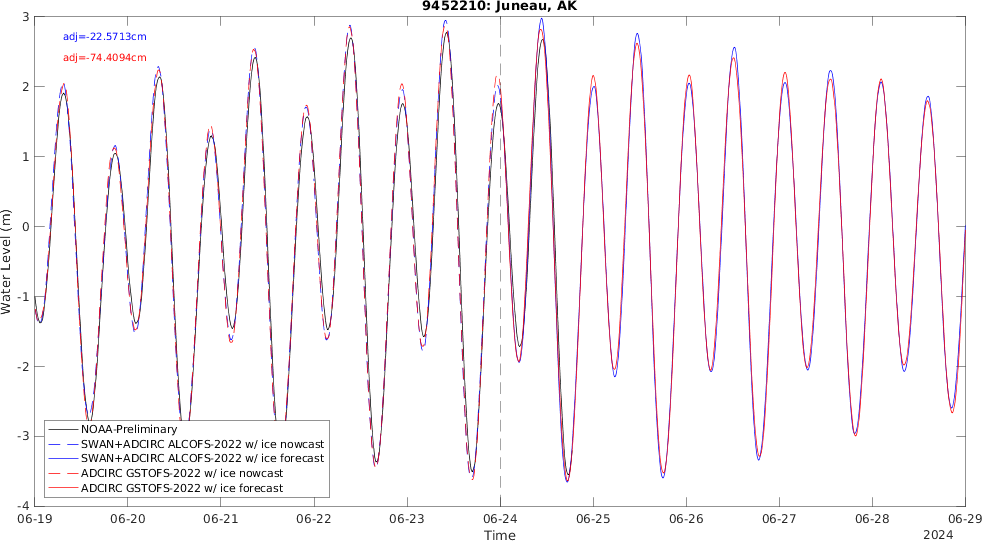 9452210: Juneau, AK
adj=-22.5713cm
adj=-74.4094cm
Water Level (m)
3
2
1
0
-1
-2
-3
-4
NOAA-Preliminary
SWAN+ADCIRC ALCOFS-2022 w/ ice nowcast
SWAN+ADCIRC ALCOFS-2022 w/ ice forecast
ADCIRC GSTOFS-2022 w/ ice nowcast
ADCIRC GSTOFS-2022 w/ ice forecast
06-19 06-20 06-21 06-22 06-23 06-24 06-25 06-26 06-27 06-28 06-29
Time
2024